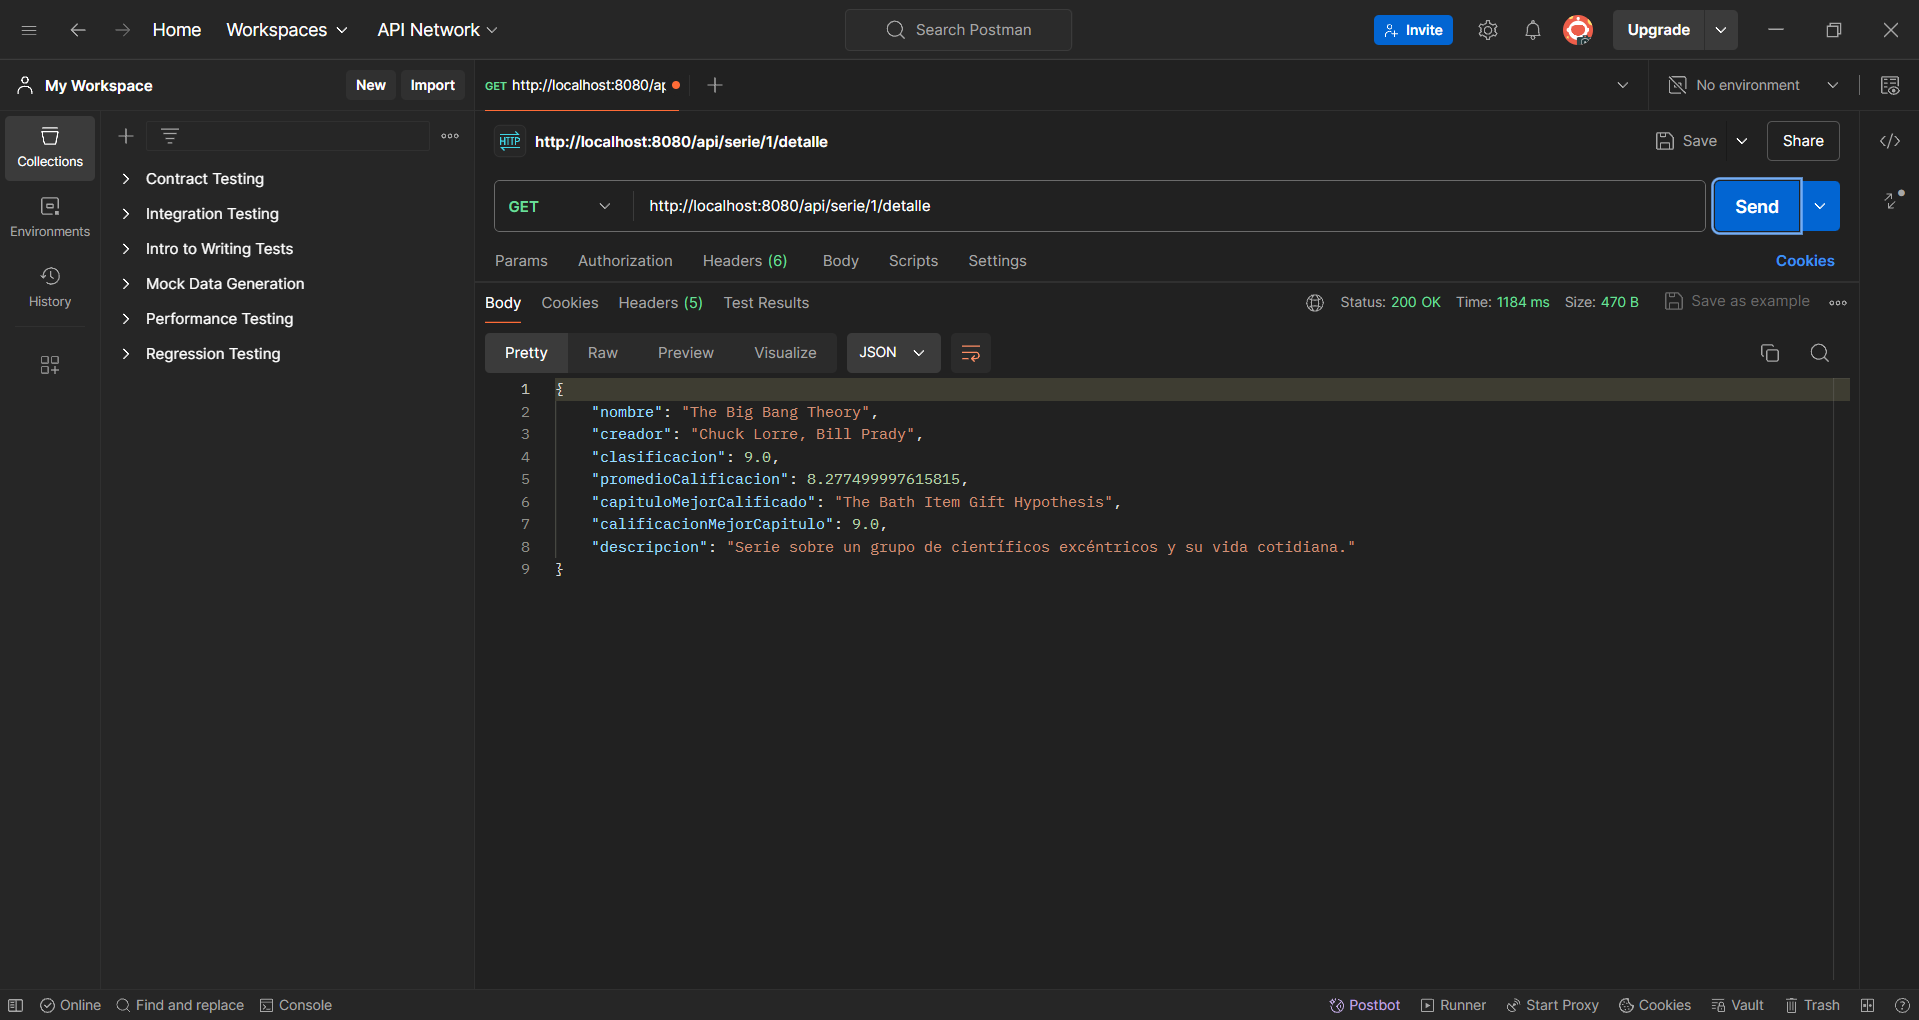 Home Workspaces API Network Search Postman Invite Upgrade
My Workspace New Import GET http://localhost:8080/ap No environment
Collections
Environments
History
Contract Testing
Integration Testing
Intro to Writing Tests
Mock Data Generation
Performance Testing
Regression Testing
HTTP http://localhost:8080/api/serie/1/detalle Save Share
GET http://localhost:8080/api/serie/1/detalle Send
Params Authorization Headers (6) Body Scripts Settings Cookies
Body Cookies Headers (5) Test Results Status: 200 OK Time: 1184 ms Size: 470 B Save as example
Pretty Raw Preview Visualize JSON
1 {
2 "nombre": "The Big Bang Theory",
3 "creador": "Chuck Lorre, Bill Prady",
4 "clasificacion": 9.0,
5 "promedioCalificacion": 8.277499997615815,
6 "capituloMejorCalificado": "The Bath Item Gift Hypothesis",
7 "calificacionMejorCapitulo": 9.0,
8 "descripcion": "Serie sobre un grupo de científicos excéntricos y su vida cotidiana."
9 }
Online Find and replace Console Postbot Runner Start Proxy Cookies Vault Trash